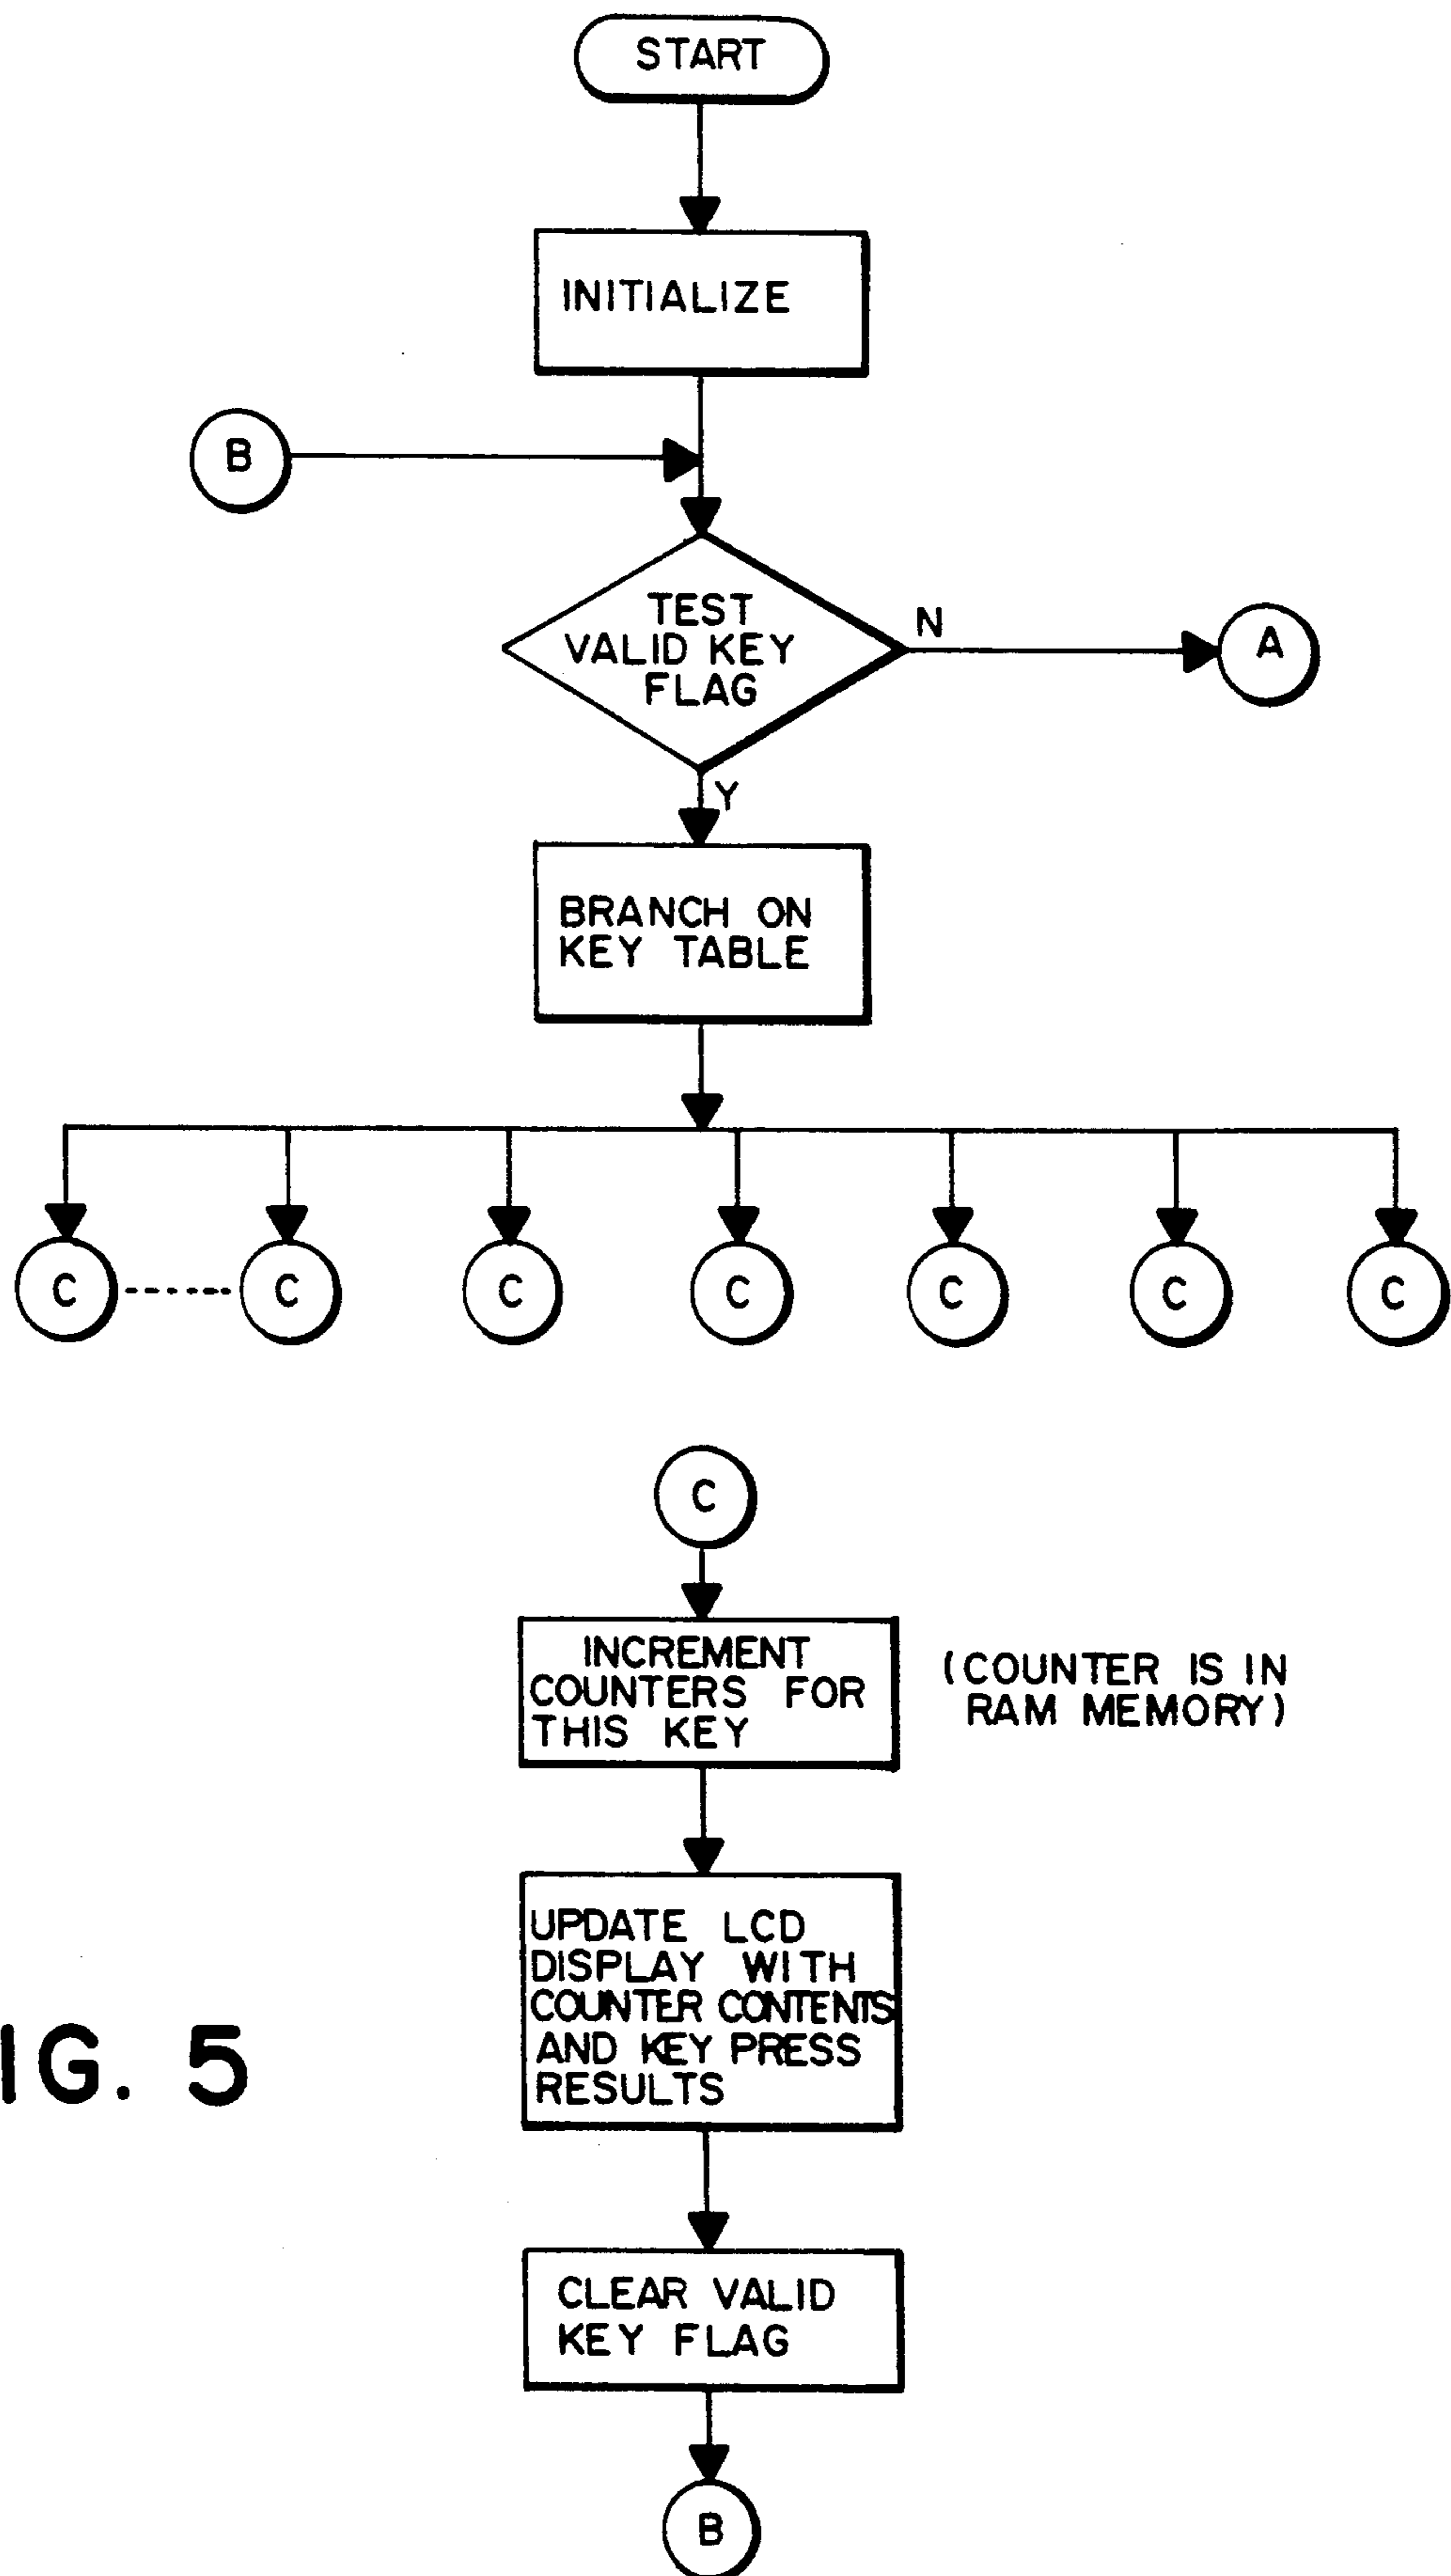 START
INITIALIZE
B
TEST
VALID KEY
FLAG
N
A
Y
BRANCH ON
KEY TABLE
C C C C C C C
C
INCREMENT
COUNTERS FOR
THIS KEY
(COUNTER IS IN
RAM MEMORY)
UPDATE LCD
DISPLAY WITH
COUNTER CONTENTS
AND KEY PRESS
RESULTS
IG. 5
CLEAR VALID
KEY FLAG
B